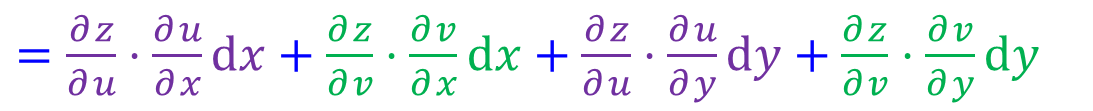 = ∂z/∂u · ∂u/∂x dx + ∂z/∂v · ∂v/∂x dx + ∂z/∂u · ∂u/∂y dy + ∂z/∂v · ∂v/∂y dy